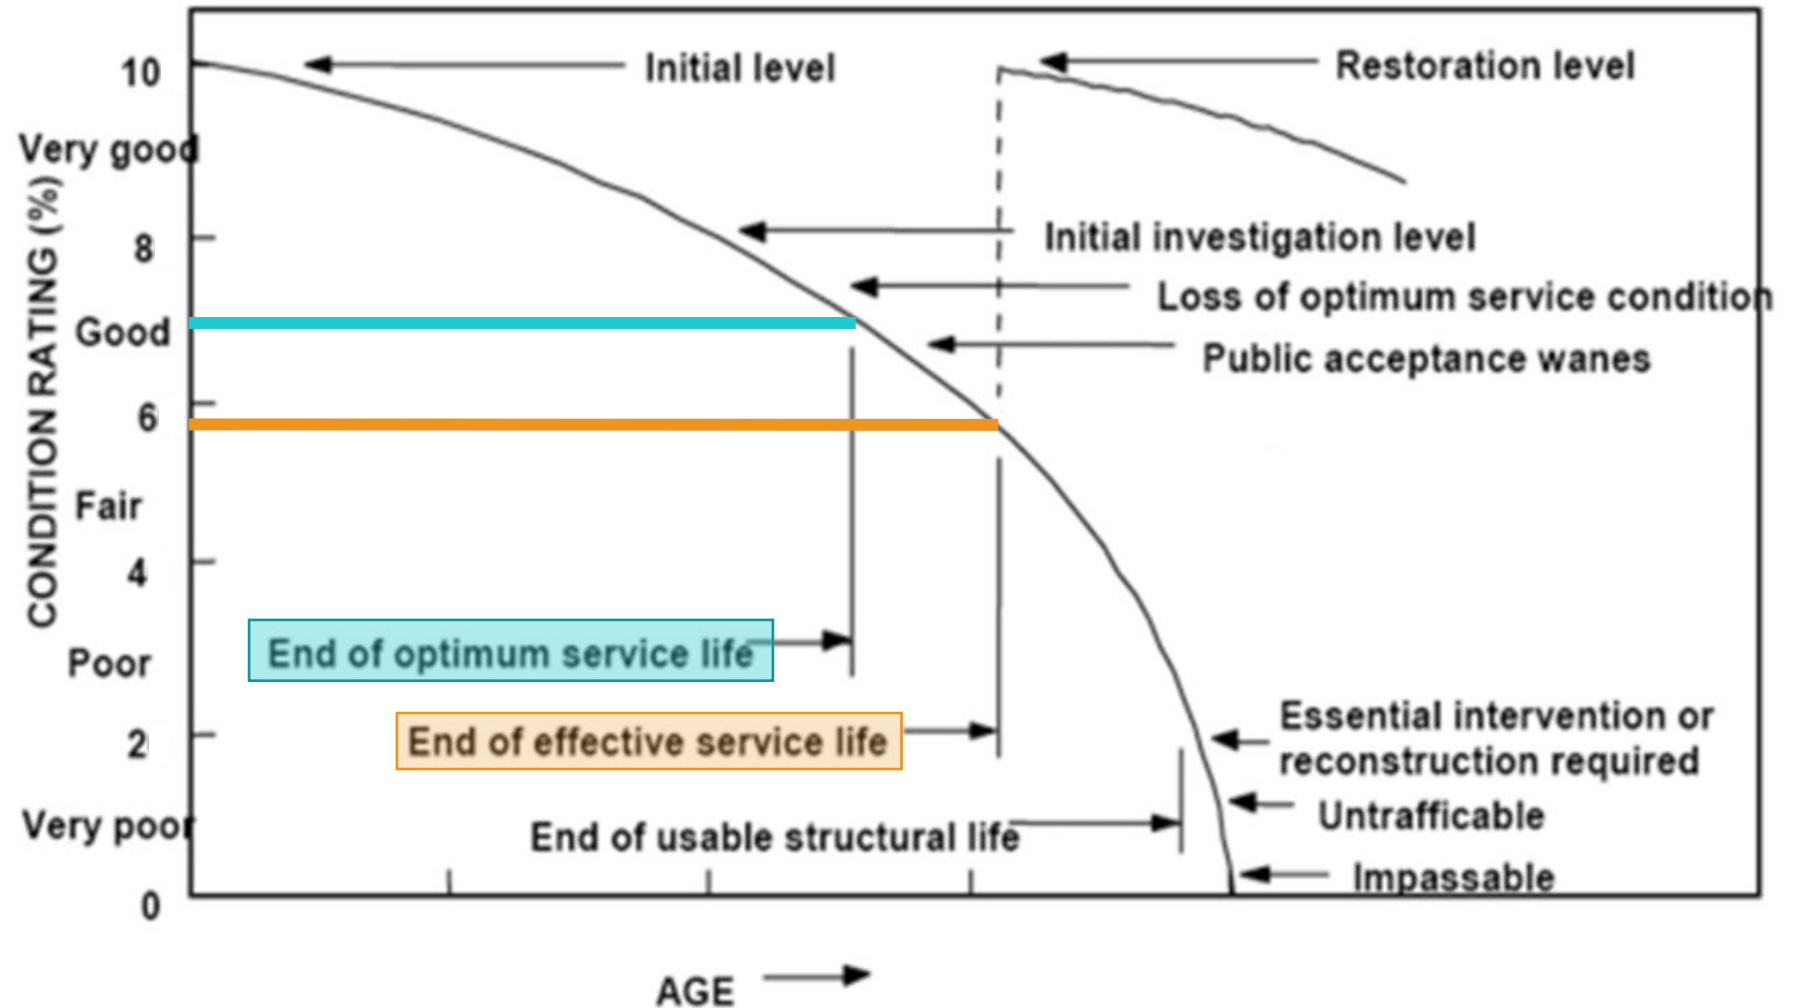 10
Initial level
Restoration level
Very good
CONDITION RATING (%)
8
Initial investigation level
Loss of optimum service condition
Good
Public acceptance wanes
6
Fair
4
End of optimum service life
Poor
End of effective service life
2
Essential intervention or
reconstruction required
Untrafficable
Very poor
End of usable structural life
Impassable
0
AGE